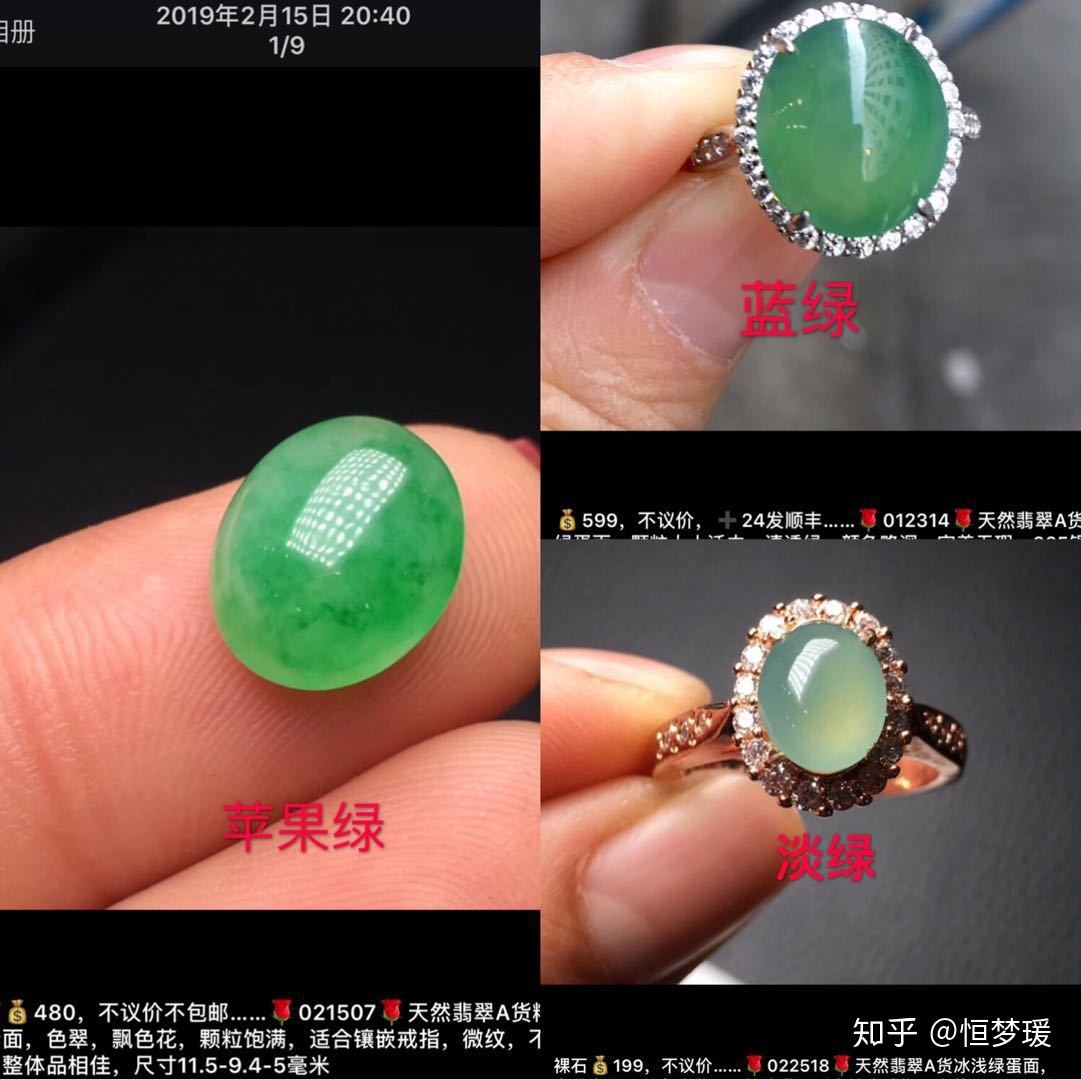 相册
2019年2月15日 20:40
1/9
苹果绿
💰480，不议价不包邮……🌹021507🌹天然翡翠A货
面，色翠，飘色花，颗粒饱满，适合镶嵌戒指，微纹，不
整体品相佳，尺寸11.5-9.4-5毫米
蓝绿
💰599，不议价，➕24发顺丰……🌹012314🌹天然翡翠A货
淡绿
知乎 @恒梦瑗
裸石💰199，不议价……🌹022518🌹天然翡翠A货冰浅绿蛋面，